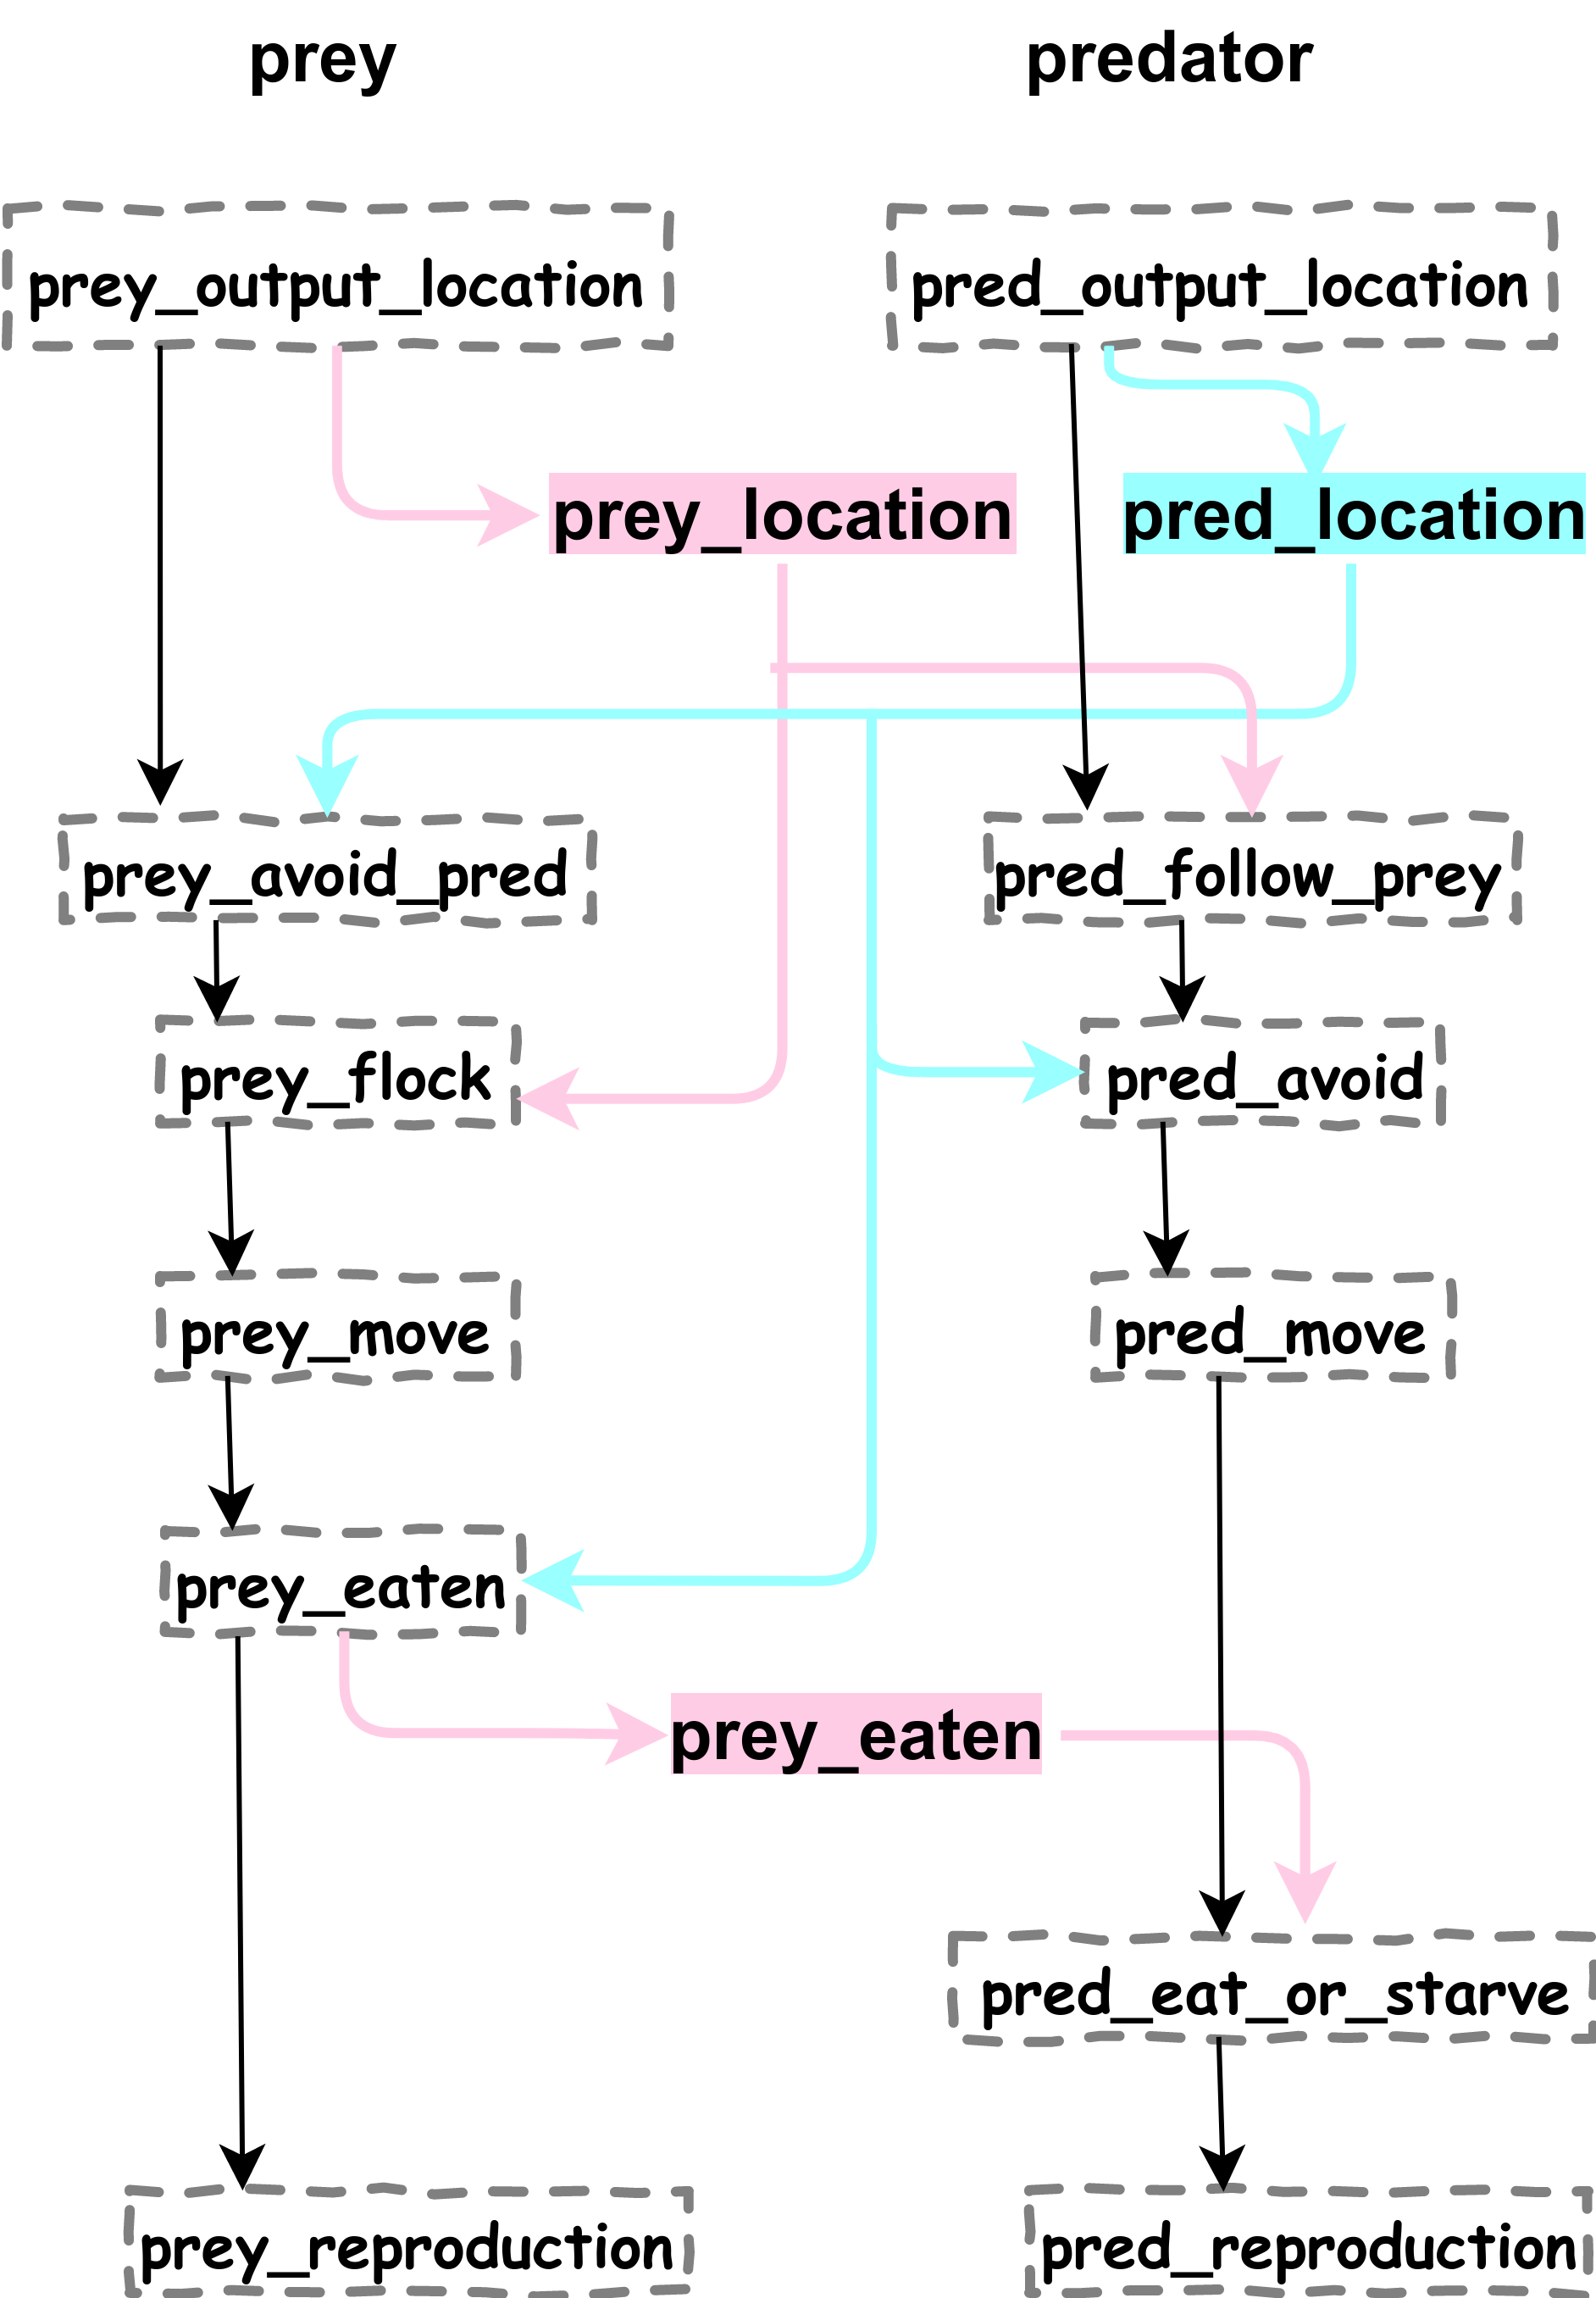 prey
predator
prey_output_location
pred_output_location
prey_location
pred_location
prey_avoid_pred
pred_follow_prey
prey_flock
pred_avoid
prey_move
pred_move
prey_eaten
prey_eaten
pred_eat_or_starve
prey_reproduction
pred_reproduction